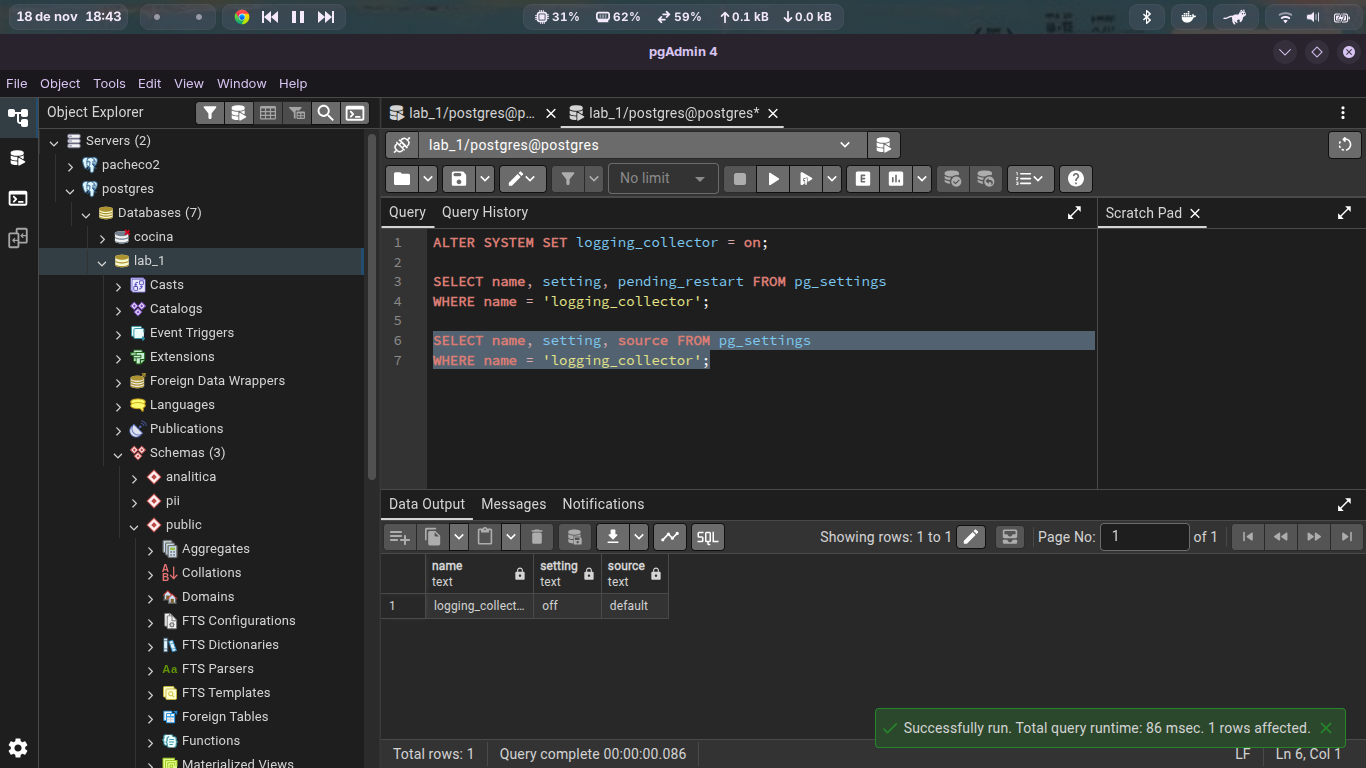 18 de nov 18:43
31%
62%
59%
0.1 kB
0.0 kB
pgAdmin 4
File Object Tools Edit View Window Help
Object Explorer
Servers (2)
pacheco2
postgres
Databases (7)
cocina
lab_1
Casts
Catalogs
Event Triggers
Extensions
Foreign Data Wrappers
Languages
Publications
Schemas (3)
analitica
pii
public
Aggregates
Collations
Domains
FTS Configurations
FTS Dictionaries
Aa FTS Parsers
FTS Templates
Foreign Tables
Functions
Materialized Views
lab_1/postgres@p...
lab_1/postgres@postgres*
lab_1/postgres@postgres
No limit
E
Query Query History
Scratch Pad
1 ALTER SYSTEM SET logging_collector = on;
2
3 SELECT name, setting, pending_restart FROM pg_settings
4 WHERE name = 'logging_collector';
5
6 SELECT name, setting, source FROM pg_settings
7 WHERE name = 'logging_collector';
Data Output Messages Notifications
SQL
Showing rows: 1 to 1
Page No: 1 of 1
name text
setting text
source text
1 logging_collect... off default
Successfully run. Total query runtime: 86 msec. 1 rows affected.
Total rows: 1 Query complete 00:00:00.086
LF Ln 6, Col 1